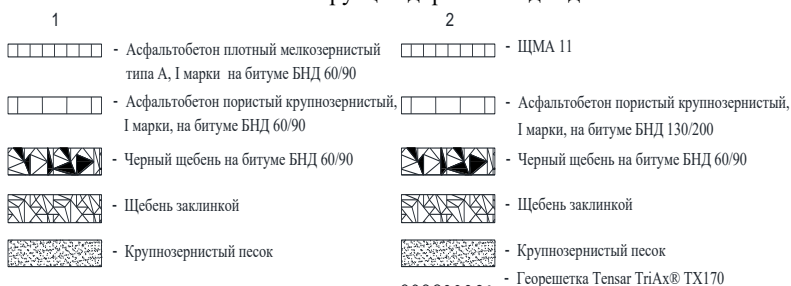 1
- Асфальтобетон плотный мелкозернистый
типа А, I марки на битуме БНД 60/90
- Асфальтобетон пористый крупнозернистый,
I марки, на битуме БНД 60/90
- Черный щебень на битуме БНД 60/90
- Щебень заклинкой
- Крупнозернистый песок
2
- ЩМА 11
- Асфальтобетон пористый крупнозернистый,
I марки, на битуме БНД 130/200
- Черный щебень на битуме БНД 60/90
- Щебень заклинкой
- Крупнозернистый песок
- Георешетка Tensar TriAx® TX170